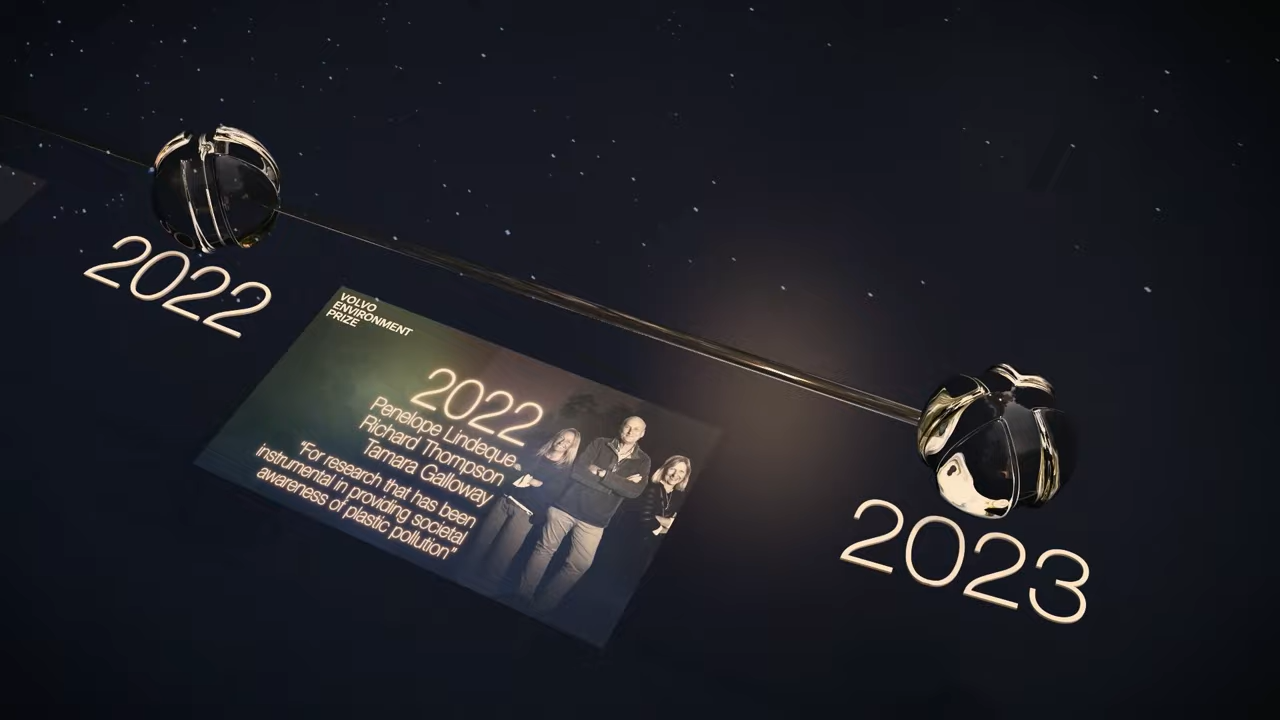 2022
VOLVO
ENVIRONMENT
PRIZE
2022
Penelope Lindeque
Richard Thompson
Tamara Galloway
"For research that has been
instrumental in providing societal
awareness of plastic pollution"
2023